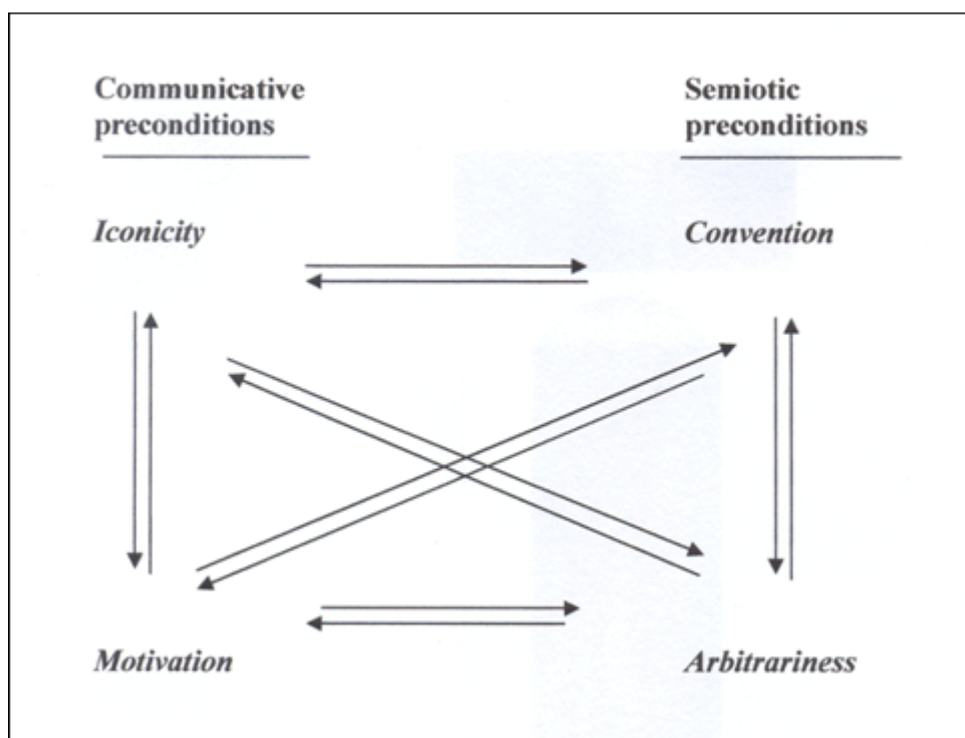 Communicative
preconditions
Semiotic
preconditions
Iconicity
Convention
Motivation
Arbitrariness